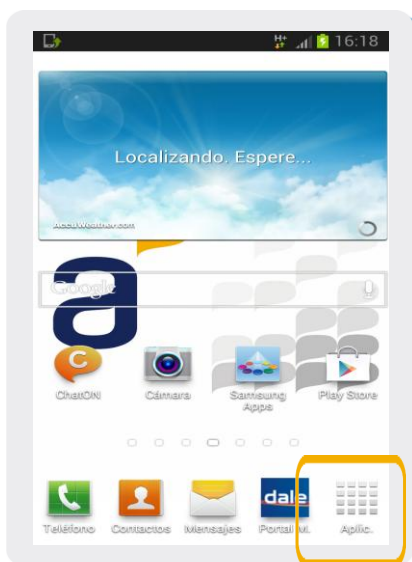 H+ 16:18
Localizando. Espere...
AccuWeather.com
a
Google
C
ChatON Cámara Samsung Apps Play Store
dale
Teléfono Contactos Mensajes Portal M. Aplic.